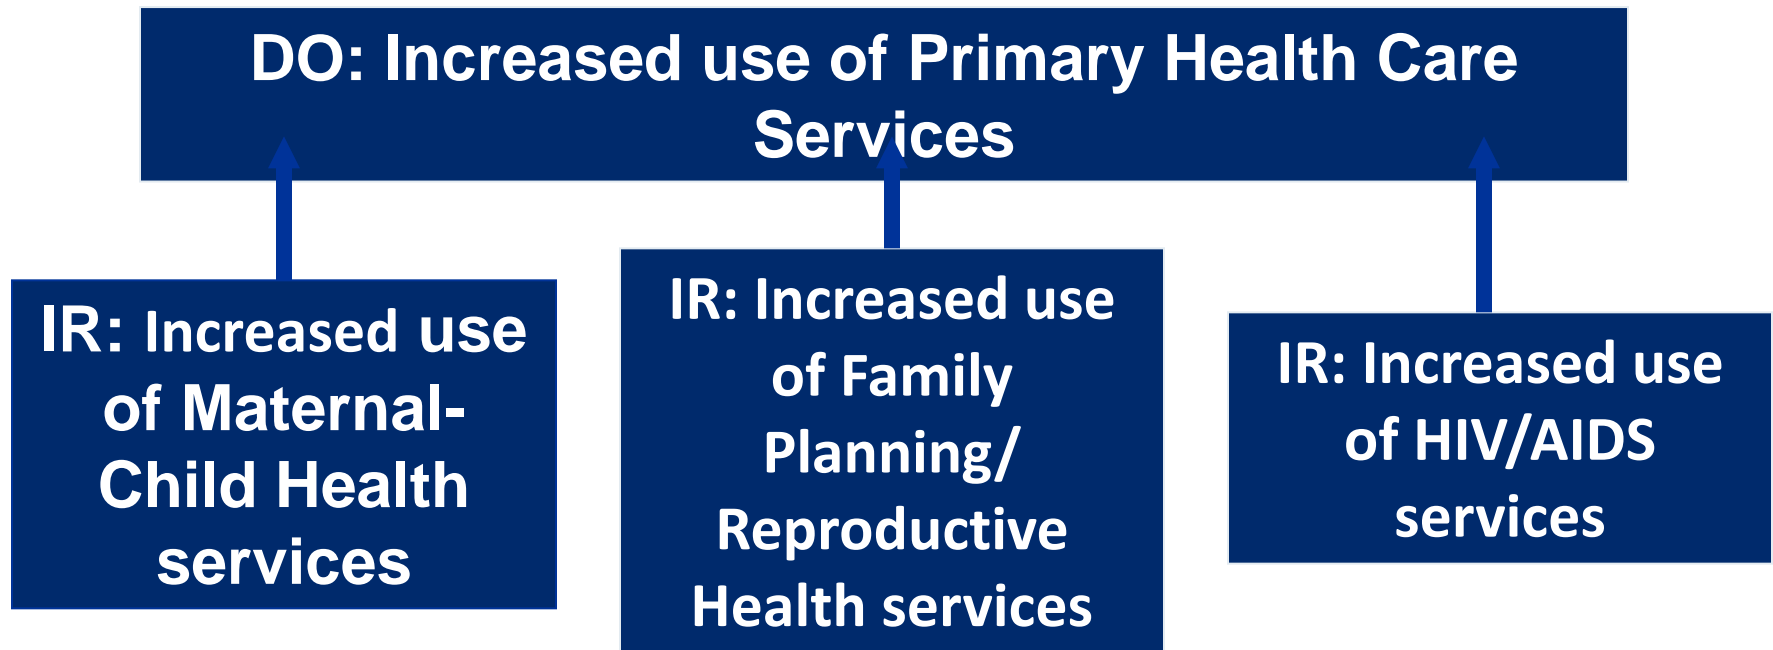 DO: Increased use of Primary Health Care
Services
IR: Increased use
of Maternal-
Child Health
services
IR: Increased use
of Family
Planning/
Reproductive
Health services
IR: Increased use
of HIV/AIDS
services